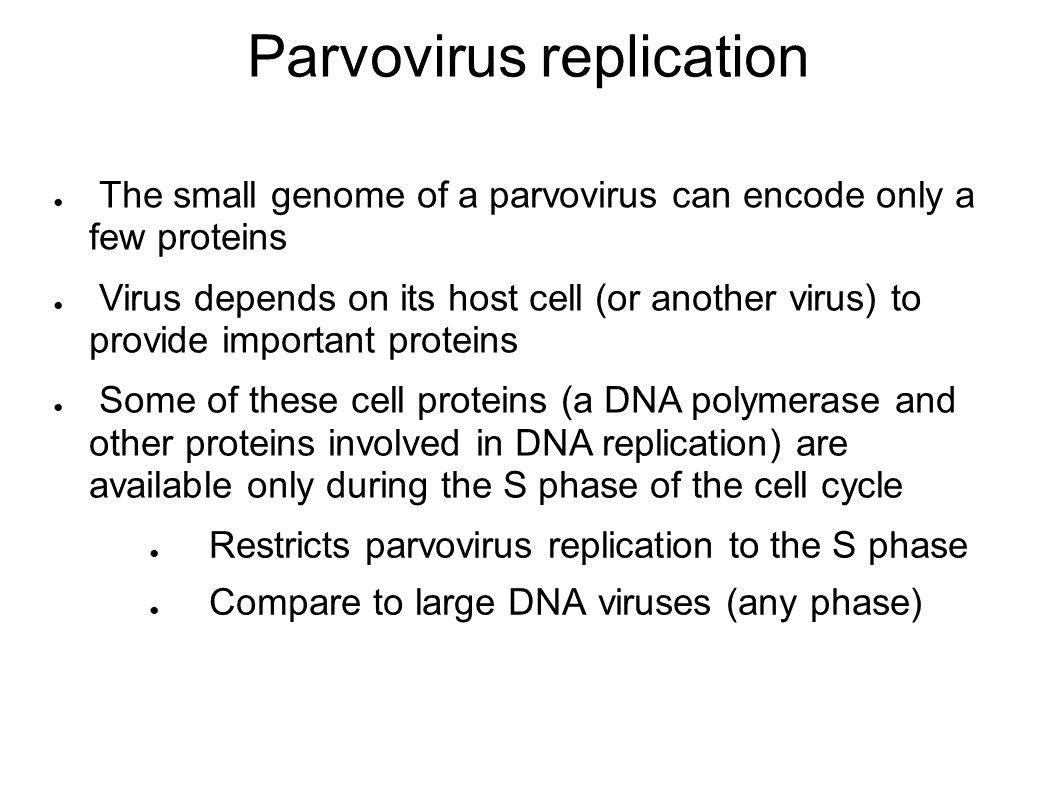 Parvovirus replication
● The small genome of a parvovirus can encode only a
few proteins
● Virus depends on its host cell (or another virus) to
provide important proteins
● Some of these cell proteins (a DNA polymerase and
other proteins involved in DNA replication) are
available only during the S phase of the cell cycle
● Restricts parvovirus replication to the S phase
● Compare to large DNA viruses (any phase)